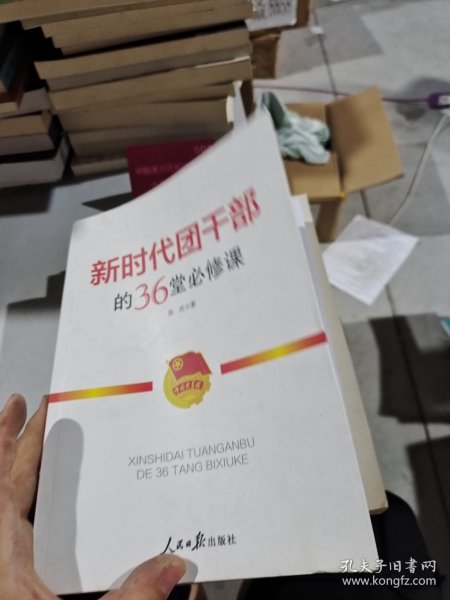 新时代团干部
的36堂必修课
著
XINSHIDAI TUANGANBU
DE 36 TANG BIXIUKE
人民日报出版社
孔夫子旧书网
www.kongfz.com